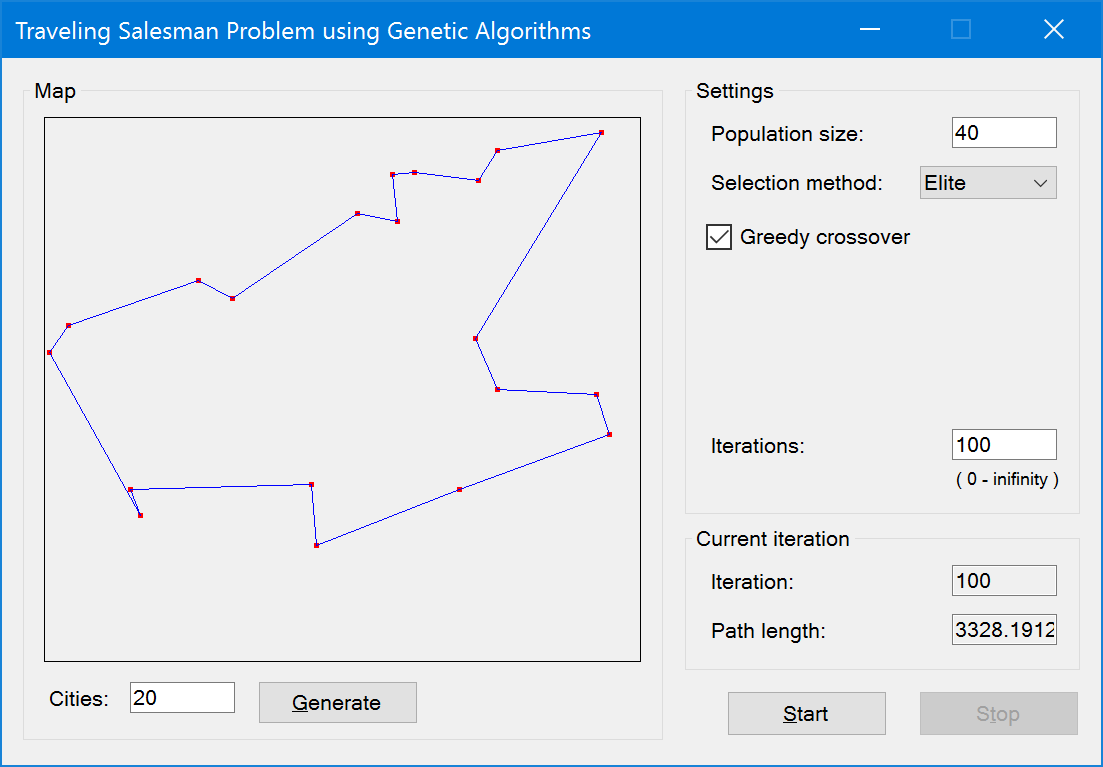 Traveling Salesman Problem using Genetic Algorithms
Map
Cities: 20
Generate
Settings
Population size: 40
Selection method: Elite
Greedy crossover
Iterations: 100
( 0 - inifinity )
Current iteration
Iteration: 100
Path length: 3328.1912
Start
Stop